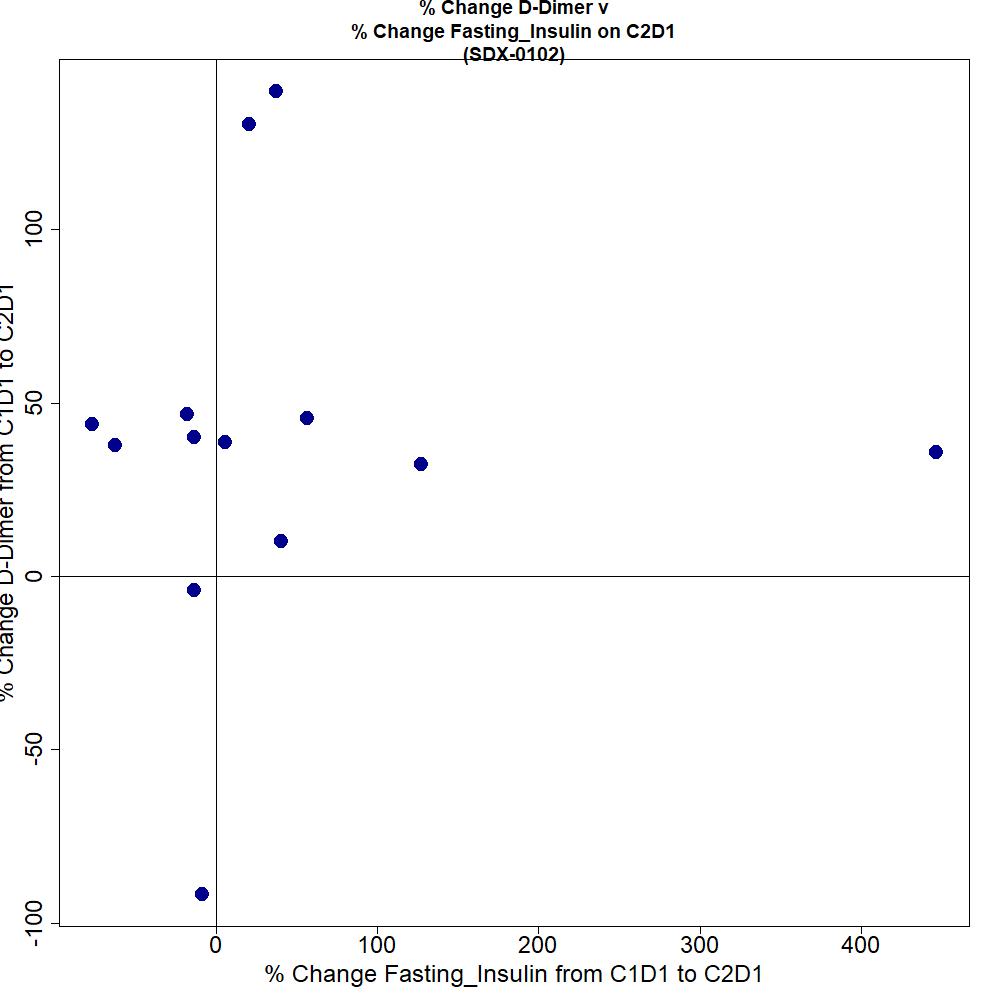 % Change D-Dimer v
% Change Fasting_Insulin on C2D1
(SDX-0102)
% Change D-Dimer from C1D1 to C2D1
100
50
0
-50
-100
0
100
200
300
400
% Change Fasting_Insulin from C1D1 to C2D1